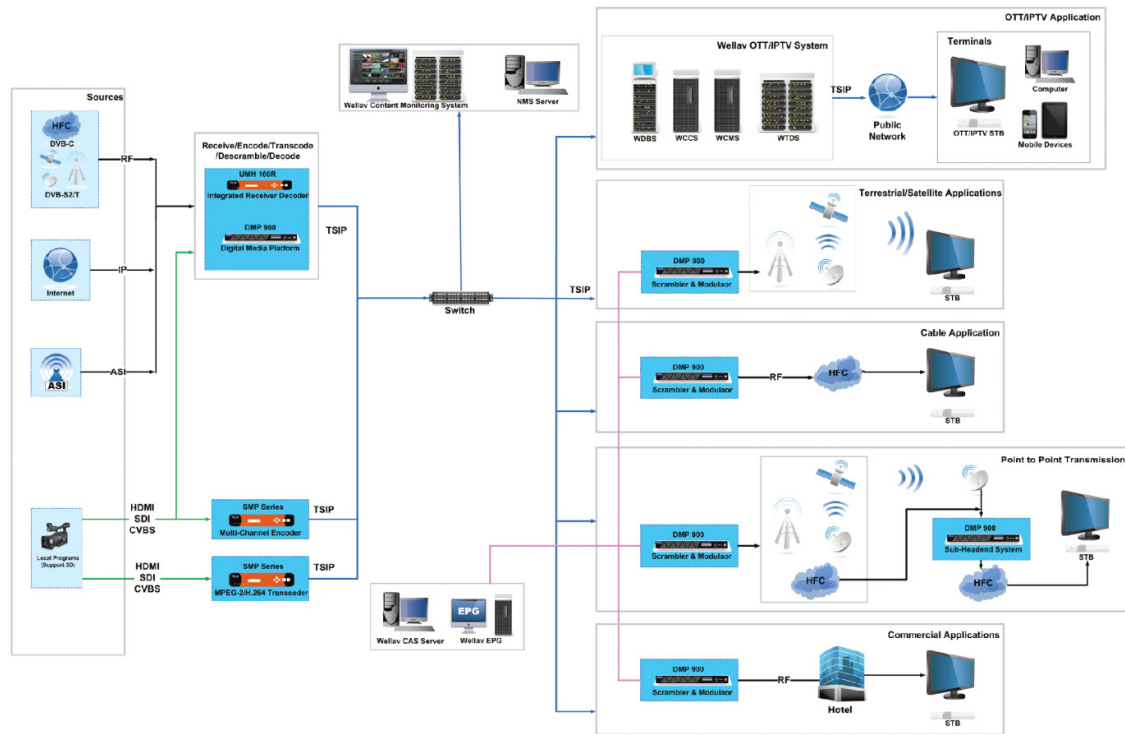 Sources
HFC
DVB-C
DVB-S2/T
RF
Internet
IP
ASI
ASI
Local Programs
(Support 3D)
HDMI
SDI
CVBS
HDMI
SDI
CVBS
Receive/Encode/Transcode
/Descramble/Decode
UMH 160R
Integrated Receiver Decoder
DMP 900
Digital Media Platform
TSIP
SMP Series
Multi-Channel Encoder
TSIP
SMP Series
MPEG-2/H.264 Transcoder
TSIP
Wellav Content Monitoring System
NMS Server
Switch
TSIP
EPG
Wellav CAS Server
Wellav EPG
OTT/IPTV Application
Wellav OTT/IPTV System
WDBS
WCCS
WCMS
WTDS
TSIP
Public
Network
Terminals
Computer
OTT/IPTV STB
Mobile Devices
Terrestrial/Satellite Applications
DMP 900
Scrambler & Modulaor
STB
Cable Application
DMP 900
Scrambler & Modulaor
RF
HFC
STB
Point to Point Transmission
DMP 900
Scrambler & Modulaor
HFC
DMP 900
Sub-Headend System
HFC
STB
Commercial Applications
DMP 900
Scrambler & Modulaor
RF
Hotel
STB